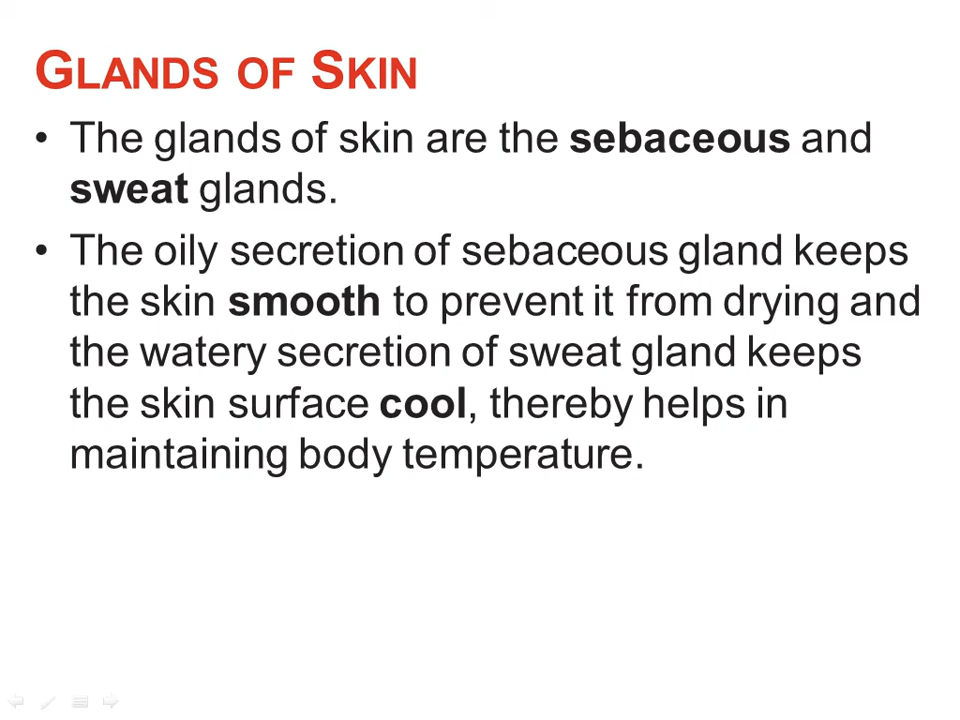 GLANDS OF SKIN
• The glands of skin are the sebaceous and
sweat glands.
• The oily secretion of sebaceous gland keeps
the skin smooth to prevent it from drying and
the watery secretion of sweat gland keeps
the skin surface cool, thereby helps in
maintaining body temperature.